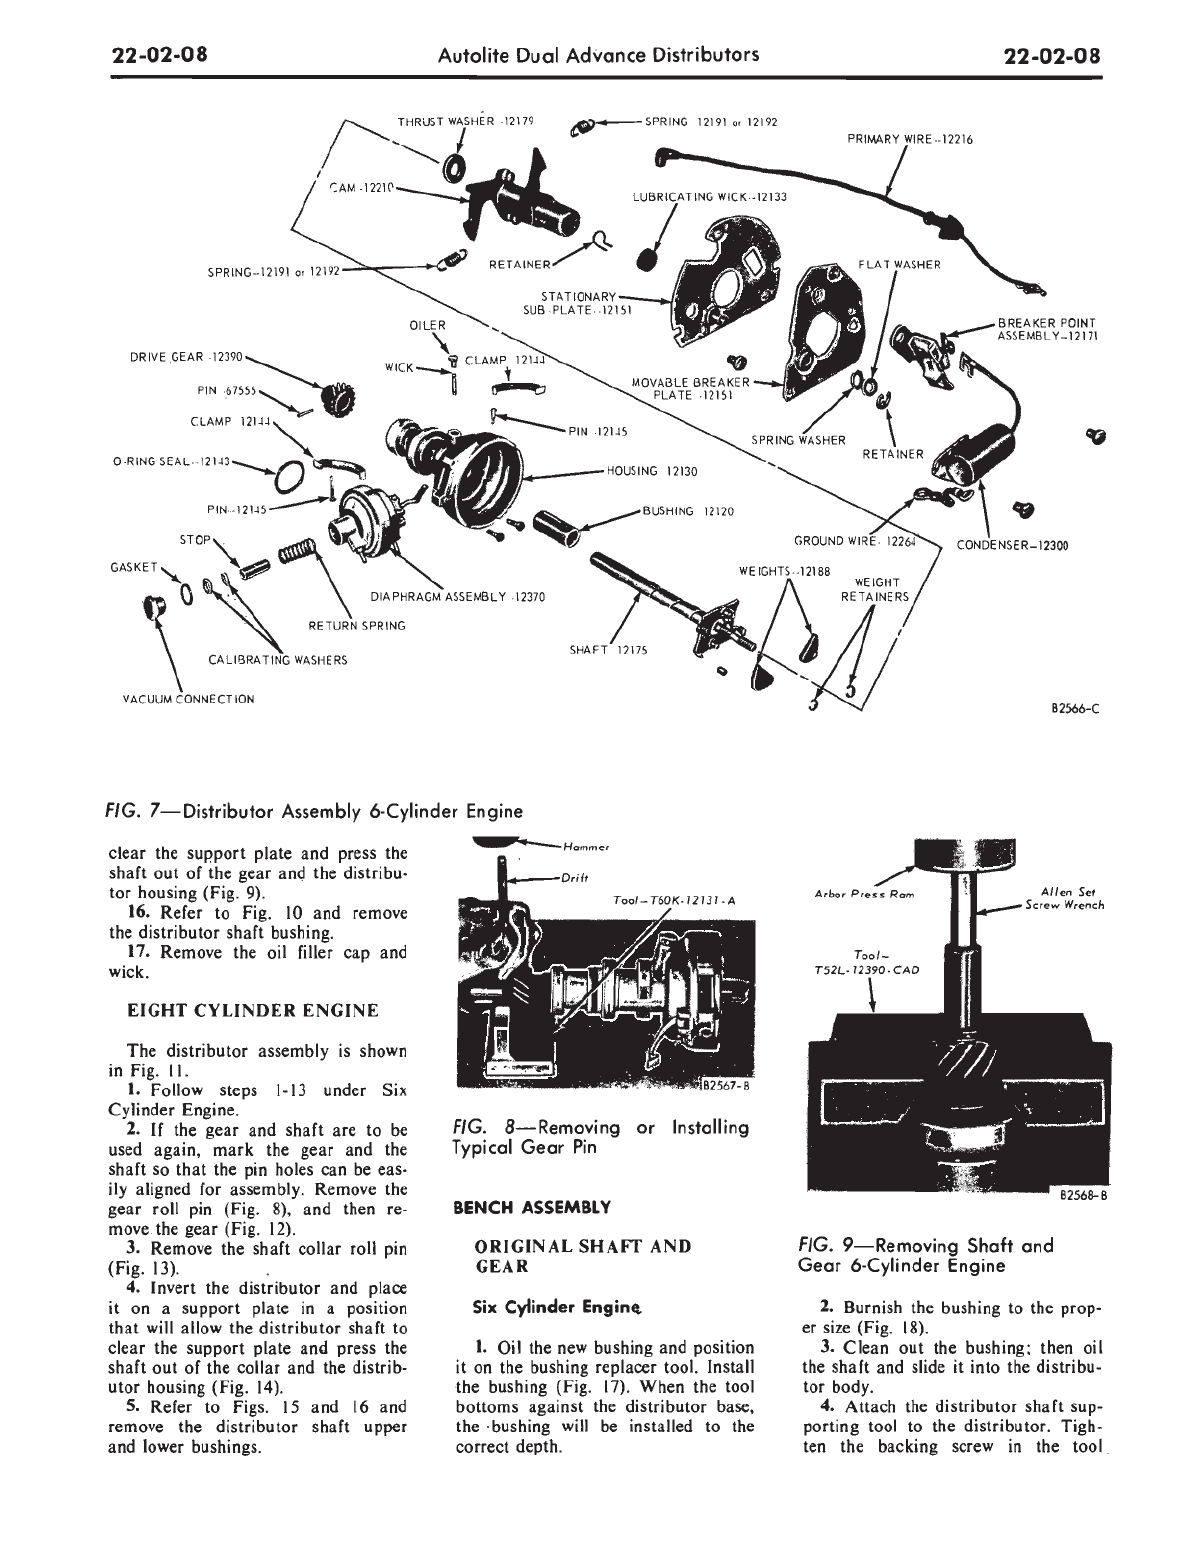 22-02-08
Autolite Dual Advance Distributors
22-02-08
THRUST WASHER -12179
SPRING 12191 or 12192
PRIMARY WIRE--12216
CAM -12210
LUBRICATING WICK--12133
SPRING--12191 or 12192
RETAINER
FLAT WASHER
STATIONARY
SUB-PLATE--12151
OILER
BREAKER POINT
ASSEMBLY-12171
DRIVE GEAR -12390
WICK
CLAMP 12144
PIN -67555
MOVABLE BREAKER
PLATE -12151
CLAMP 12144
PIN -12145
SPRING WASHER
RETAINER
O-RING SEAL--12143
HOUSING 12130
PIN--12145
BUSHING 12120
STOP
GROUND WIRE- 12264
CONDENSER-12300
GASKET
WEIGHTS--12188
WEIGHT
RETAINERS
DIAPHRAGM ASSEMBLY -12370
RETURN SPRING
SHAFT 12175
CALIBRATING WASHERS
VACUUM CONNECTION
B2566-C
FIG. 7—Distributor Assembly 6-Cylinder Engine
clear the support plate and press the
shaft out of the gear and the distribu-
tor housing (Fig. 9).
16. Refer to Fig. 10 and remove
the distributor shaft bushing.
17. Remove the oil filler cap and
wick.
EIGHT CYLINDER ENGINE
The distributor assembly is shown
in Fig. 11.
1. Follow steps 1-13 under Six
Cylinder Engine.
2. If the gear and shaft are to be
used again, mark the gear and the
shaft so that the pin holes can be eas-
ily aligned for assembly. Remove the
gear roll pin (Fig. 8), and then re-
move the gear (Fig. 12).
3. Remove the shaft collar roll pin
(Fig. 13).
4. Invert the distributor and place
it on a support plate in a position
that will allow the distributor shaft to
clear the support plate and press the
shaft out of the collar and the distrib-
utor housing (Fig. 14).
5. Refer to Figs. 15 and 16 and
remove the distributor shaft upper
and lower bushings.
Hammer
Drift
Tool-T60K-12131-A
B2567-B
FIG. 8—Removing or Installing
Typical Gear Pin
BENCH ASSEMBLY
ORIGINAL SHAFT AND
GEAR
Six Cylinder Engine
1. Oil the new bushing and position
it on the bushing replacer tool. Install
the bushing (Fig. 17). When the tool
bottoms against the distributor base,
the bushing will be installed to the
correct depth.
Arbor Press Ram
Allen Set
Screw Wrench
Tool-
T52L-12390-CAD
B2568-B
FIG. 9—Removing Shaft and
Gear 6-Cylinder Engine
2. Burnish the bushing to the prop-
er size (Fig. 18).
3. Clean out the bushing; then oil
the shaft and slide it into the distribu-
tor body.
4. Attach the distributor shaft sup-
porting tool to the distributor. Tigh-
ten the backing screw in the tool